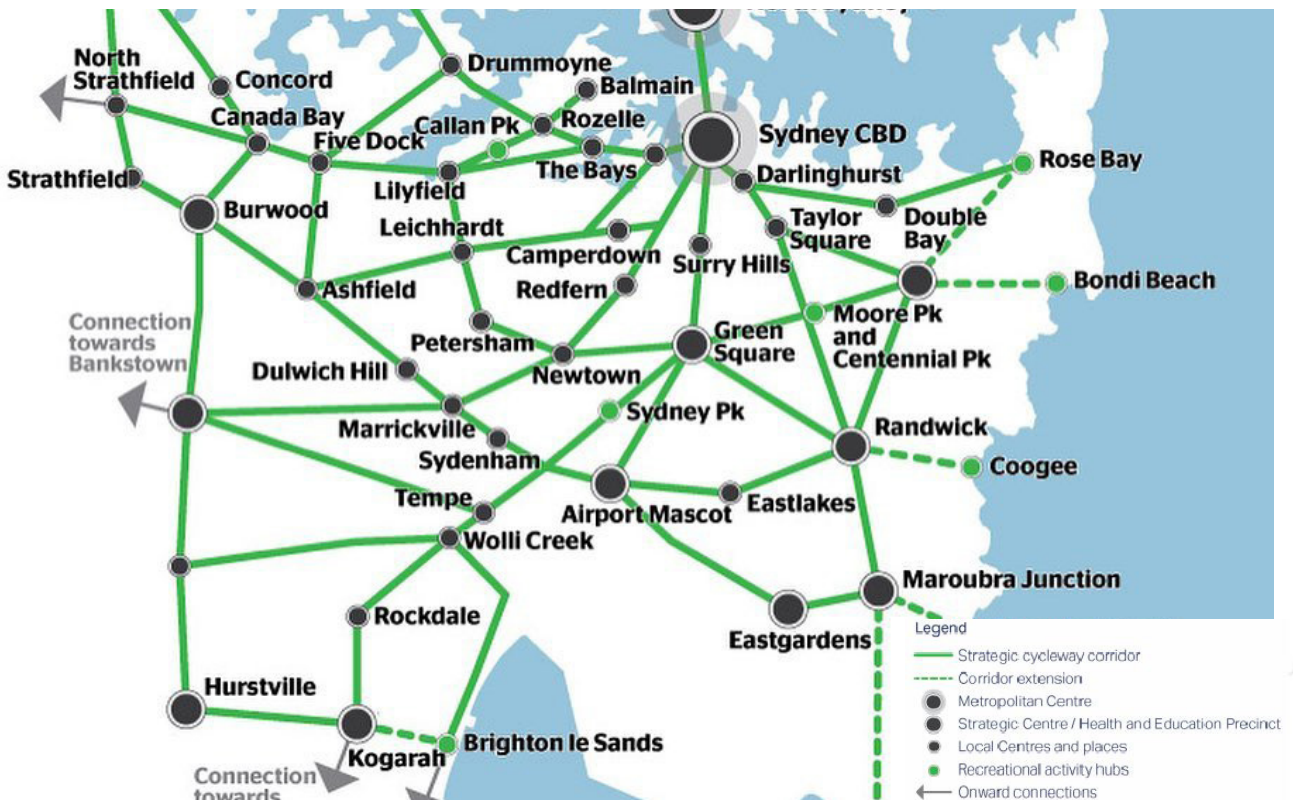 North
Strathfield
Concord
Drummoyne
Balmain
Canada Bay
Callan Pk
Rozelle
Five Dock
Sydney CBD
The Bays
Rose Bay
Strathfield
Lilyfield
Darlinghurst
Burwood
Leichhardt
Taylor
Square
Double
Bay
Camperdown
Surry Hills
Ashfield
Redfern
Bondi Beach
Connection
towards
Bankstown
Petersham
Green
Square
Moore Pk
and
Centennial Pk
Dulwich Hill
Newtown
Sydney Pk
Marrickville
Randwick
Sydenham
Coogee
Tempe
Airport Mascot
Eastlakes
Wolli Creek
Maroubra Junction
Rockdale
Eastgardens
Hurstville
Kogarah
Brighton le Sands
Connection
towards
Legend
Strategic cycleway corridor
Corridor extension
Metropolitan Centre
Strategic Centre / Health and Education Precinct
Local Centres and places
Recreational activity hubs
Onward connections